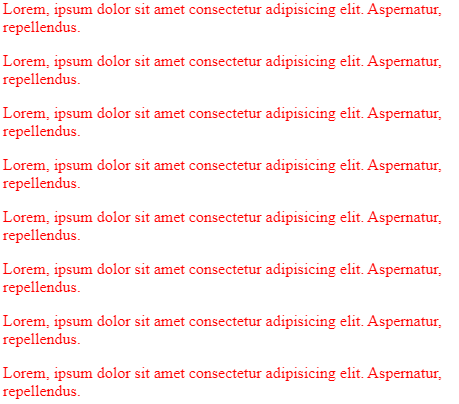 Lorem, ipsum dolor sit amet consectetur adipisicing elit. Aspernatur,
repellendus.
Lorem, ipsum dolor sit amet consectetur adipisicing elit. Aspernatur,
repellendus.
Lorem, ipsum dolor sit amet consectetur adipisicing elit. Aspernatur,
repellendus.
Lorem, ipsum dolor sit amet consectetur adipisicing elit. Aspernatur,
repellendus.
Lorem, ipsum dolor sit amet consectetur adipisicing elit. Aspernatur,
repellendus.
Lorem, ipsum dolor sit amet consectetur adipisicing elit. Aspernatur,
repellendus.
Lorem, ipsum dolor sit amet consectetur adipisicing elit. Aspernatur,
repellendus.
Lorem, ipsum dolor sit amet consectetur adipisicing elit. Aspernatur,
repellendus.